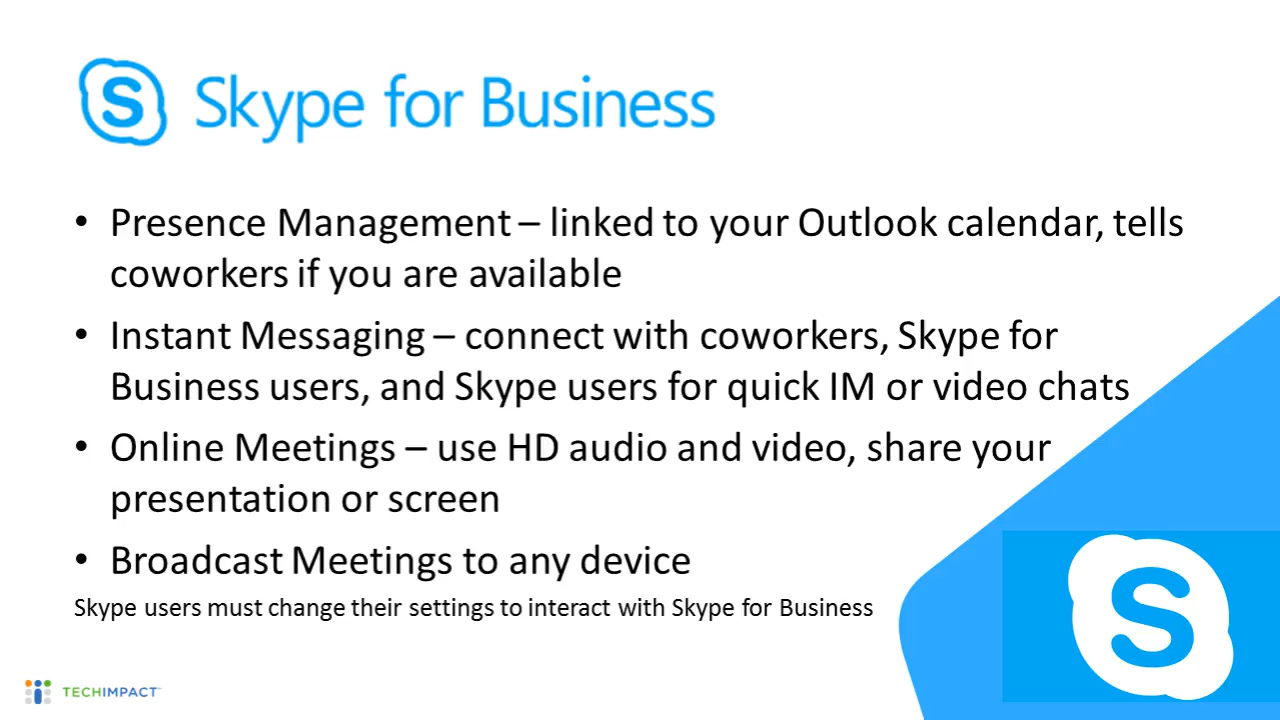 Skype for Business
• Presence Management – linked to your Outlook calendar, tells
coworkers if you are available
• Instant Messaging – connect with coworkers, Skype for
Business users, and Skype users for quick IM or video chats
• Online Meetings – use HD audio and video, share your
presentation or screen
• Broadcast Meetings to any device
Skype users must change their settings to interact with Skype for Business
S
TECHIMPACT